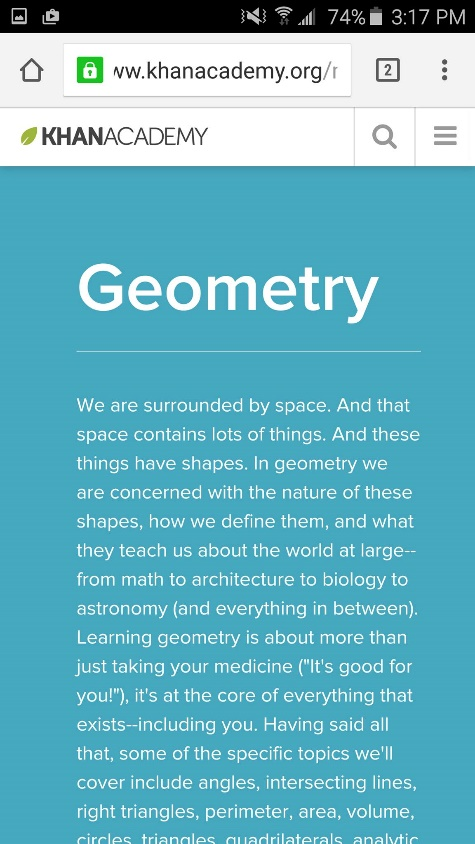 74% 3:17 PM
ww.khanacademy.org/r
2
KHANACADEMY
Geometry
We are surrounded by space. And that
space contains lots of things. And these
things have shapes. In geometry we
are concerned with the nature of these
shapes, how we define them, and what
they teach us about the world at large--
from math to architecture to biology to
astronomy (and everything in between).
Learning geometry is about more than
just taking your medicine ("It's good for
you!"), it's at the core of everything that
exists--including you. Having said all
that, some of the specific topics we'll
cover include angles, intersecting lines,
right triangles, perimeter, area, volume,
circles, triangles, quadrilaterals, analytic